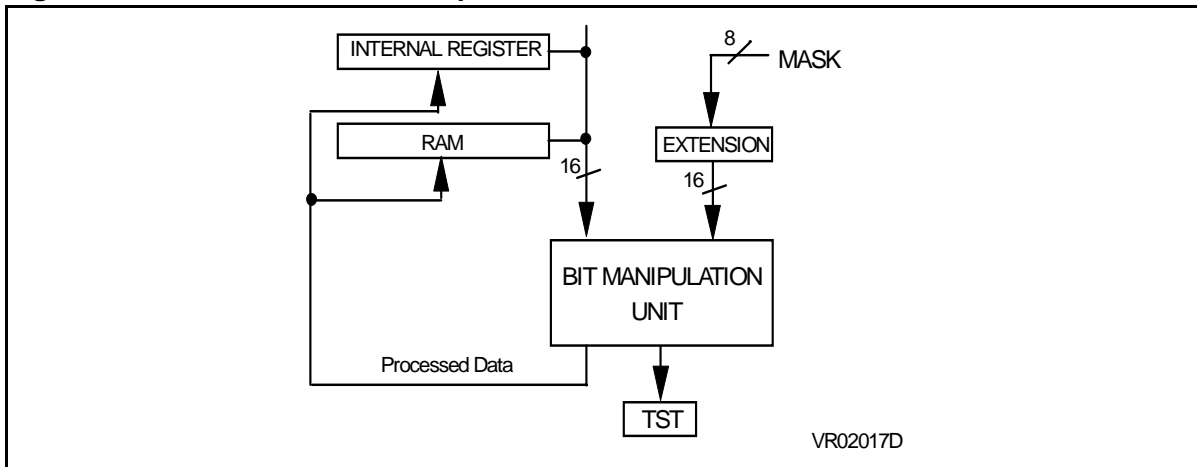 INTERNAL REGISTER
8
MASK
RAM
EXTENSION
16
16
BIT MANIPULATION
UNIT
Processed Data
TST
VR02017D